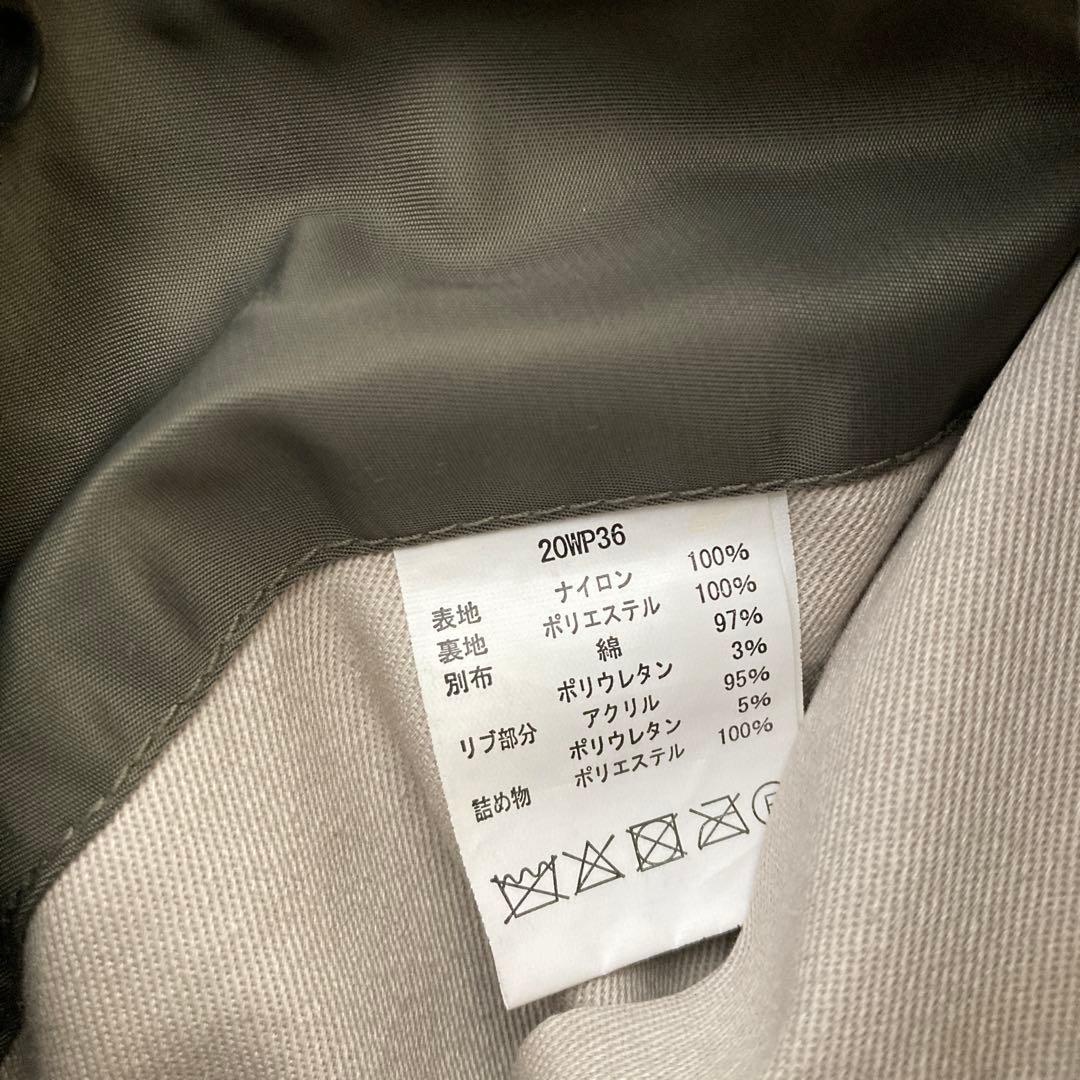 20WP36
表地 ナイロン 100%
裏地 ポリエステル 100%
別布 綿 97%
ポリウレタン 3%
リブ部分 アクリル 95%
ポリウレタン 5%
詰め物 ポリエステル 100%